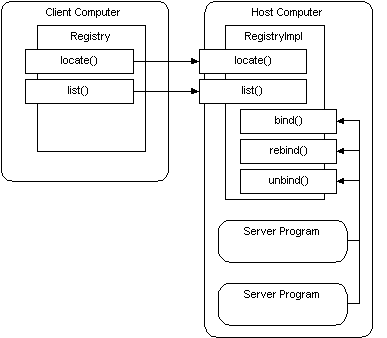 Client Computer
Registry
locate()
list()
Host Computer
RegistryImpl
locate()
list()
bind()
rebind()
unbind()
Server Program
Server Program